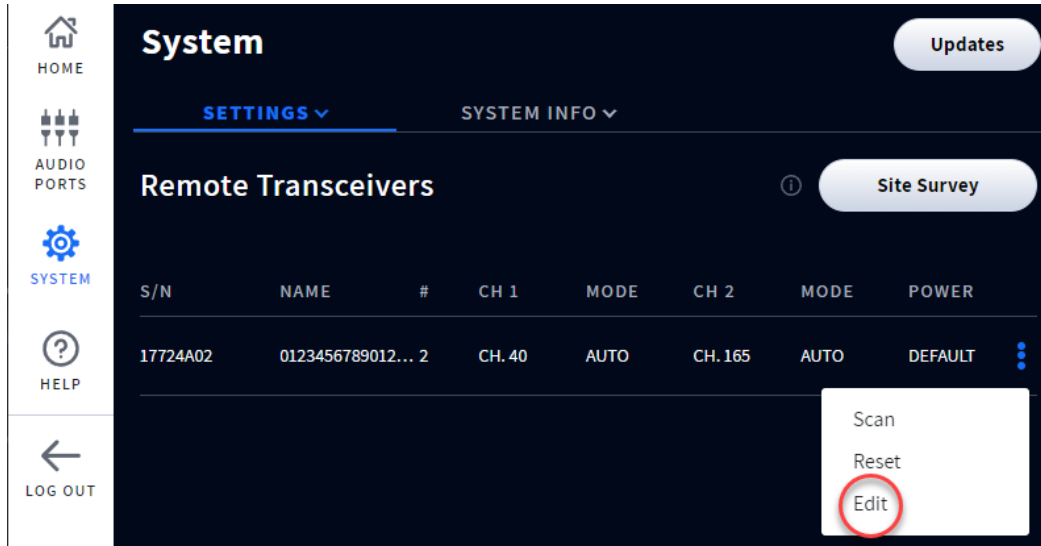 HOME
AUDIO
PORTS
SYSTEM
HELP
LOG OUT
System
Updates
SETTINGS
SYSTEM INFO
Remote Transceivers
Site Survey
S/N NAME # CH 1 MODE CH 2 MODE POWER
17724A02 0123456789012... 2 CH. 40 AUTO CH. 165 AUTO DEFAULT
Scan
Reset
Edit